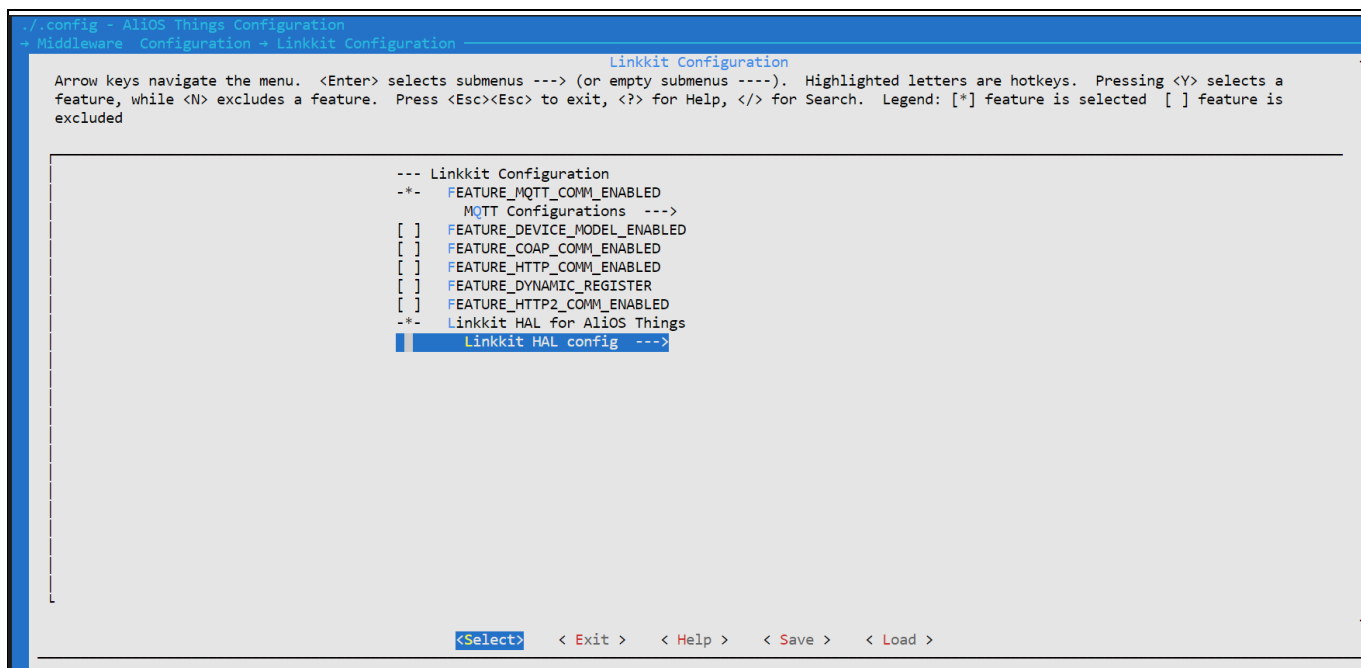 ./.config - AliOS Things Configuration
→ Middleware  Configuration → Linkkit Configuration
Linkkit Configuration
Arrow keys navigate the menu.  <Enter> selects submenus ---> (or empty submenus ----).  Highlighted letters are hotkeys.  Pressing <Y> selects a
feature, while <N> excludes a feature.  Press <Esc><Esc> to exit, <?> for Help, </> for Search.  Legend: [*] feature is selected  [ ] feature is
excluded
--- Linkkit Configuration
-*-   FEATURE_MQTT_COMM_ENABLED
MQTT Configurations  --->
[ ]   FEATURE_DEVICE_MODEL_ENABLED
[ ]   FEATURE_COAP_COMM_ENABLED
[ ]   FEATURE_HTTP_COMM_ENABLED
[ ]   FEATURE_DYNAMIC_REGISTER
[ ]   FEATURE_HTTP2_COMM_ENABLED
-*-   Linkkit HAL for AliOS Things
Linkkit HAL config  --->
<Select>    < Exit >    < Help >    < Save >    < Load >